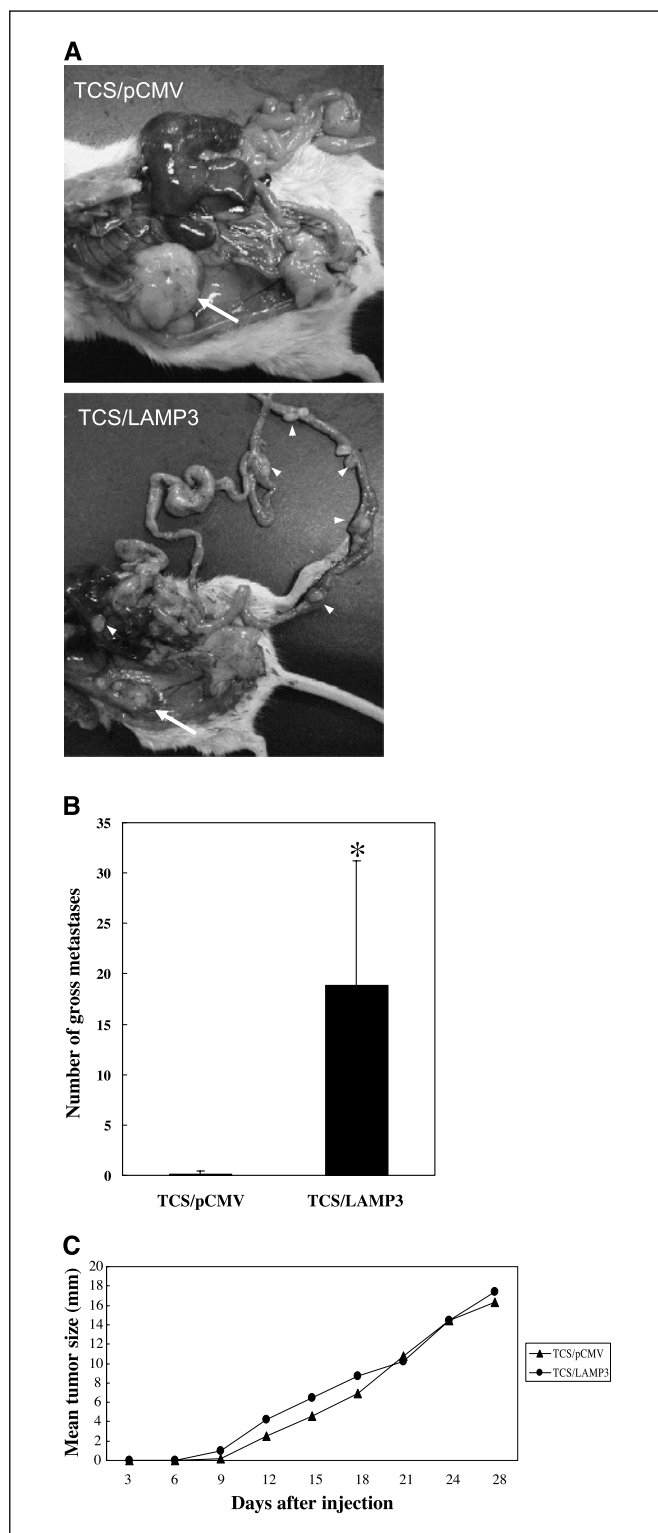 A
TCS/pCMV
TCS/LAMP3
B
35
30
25
20
15
10
5
0
Number of gross metastases
*
TCS/pCMV
TCS/LAMP3
C
20
18
16
14
12
10
8
6
4
2
0
Mean tumor size (mm)
3 6 9 12 15 18 21 24 28
Days after injection
TCS/pCMV
TCS/LAMP3